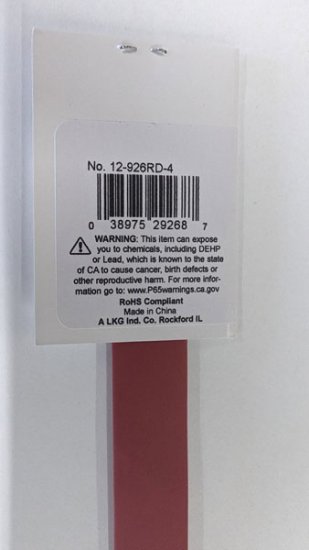 No. 12-926RD-4
0 38975 29268 7
WARNING: This item can expose
you to chemicals, including DEHP
or Lead, which is known to the state
of CA to cause cancer, birth defects or
other reproductive harm. For more infor-
mation go to: www.P65warnings.ca.gov
RoHS Compliant
Made in China
A LKG Ind. Co. Rockford IL